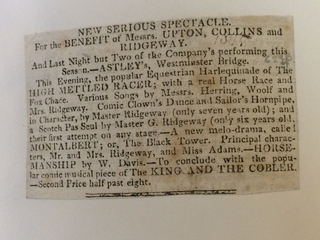 NEW SERIOUS SPECTACLE.
For the BENEFIT of Messrs. UPTON, COLLINS and
RIDGEWAY.
And Last Night but Two of the Company's performing this
Season.—ASTLEY's, Westminster Bridge.
This Evening, the popular Equestrian Harlequinade of The
HIGH METTLED RACER; with a real Horse Race and
Fox Chace. Various Songs by Messrs. Herring, Woolf and
Mrs. Ridgeway. Comic Clown's Dance and Sailor's Hornpipe,
in Character, by Master Ridgeway (only seven years old); and
a Scotch Pas Seul by Master G. Ridgeway (only six years old,
their first attempt on any stage.—A new melo-drama, called
MONTALBERT; or, The Black Tower. Principal charac-
ters, Mr. and Mrs. Ridgeway, and Miss Adams.—HORSE-
MANSHIP by W. Davis.—To conclude with the popu-
lar comic musical piece of The KING AND THE COBLER.
—Second Price half past eight.